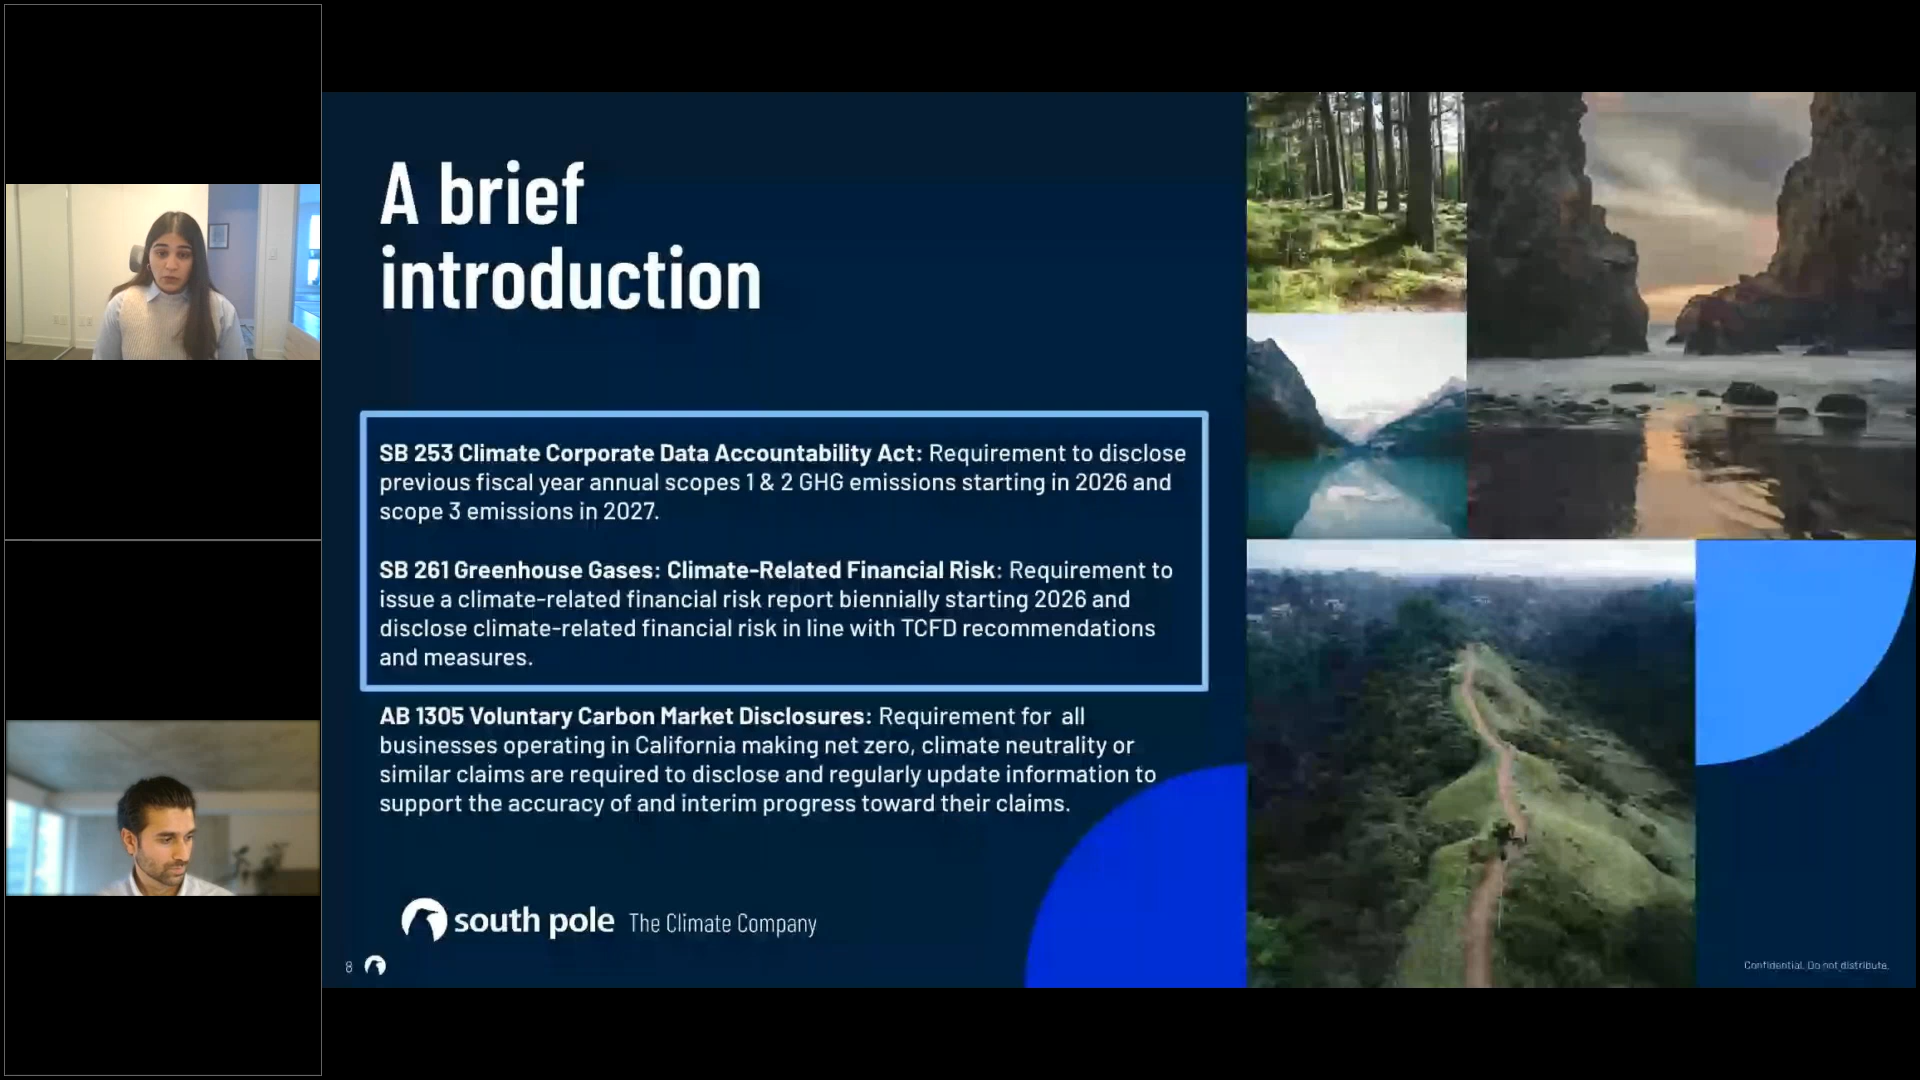 A brief
introduction
SB 253 Climate Corporate Data Accountability Act: Requirement to disclose
previous fiscal year annual scopes 1 & 2 GHG emissions starting in 2026 and
scope 3 emissions in 2027.
SB 261 Greenhouse Gases: Climate-Related Financial Risk: Requirement to
issue a climate-related financial risk report biennially starting 2026 and
disclose climate-related financial risk in line with TCFD recommendations
and measures.
AB 1305 Voluntary Carbon Market Disclosures: Requirement for all
businesses operating in California making net zero, climate neutrality or
similar claims are required to disclose and regularly update information to
support the accuracy of and interim progress toward their claims.
south pole The Climate Company
8
Confidential. Do not distribute.